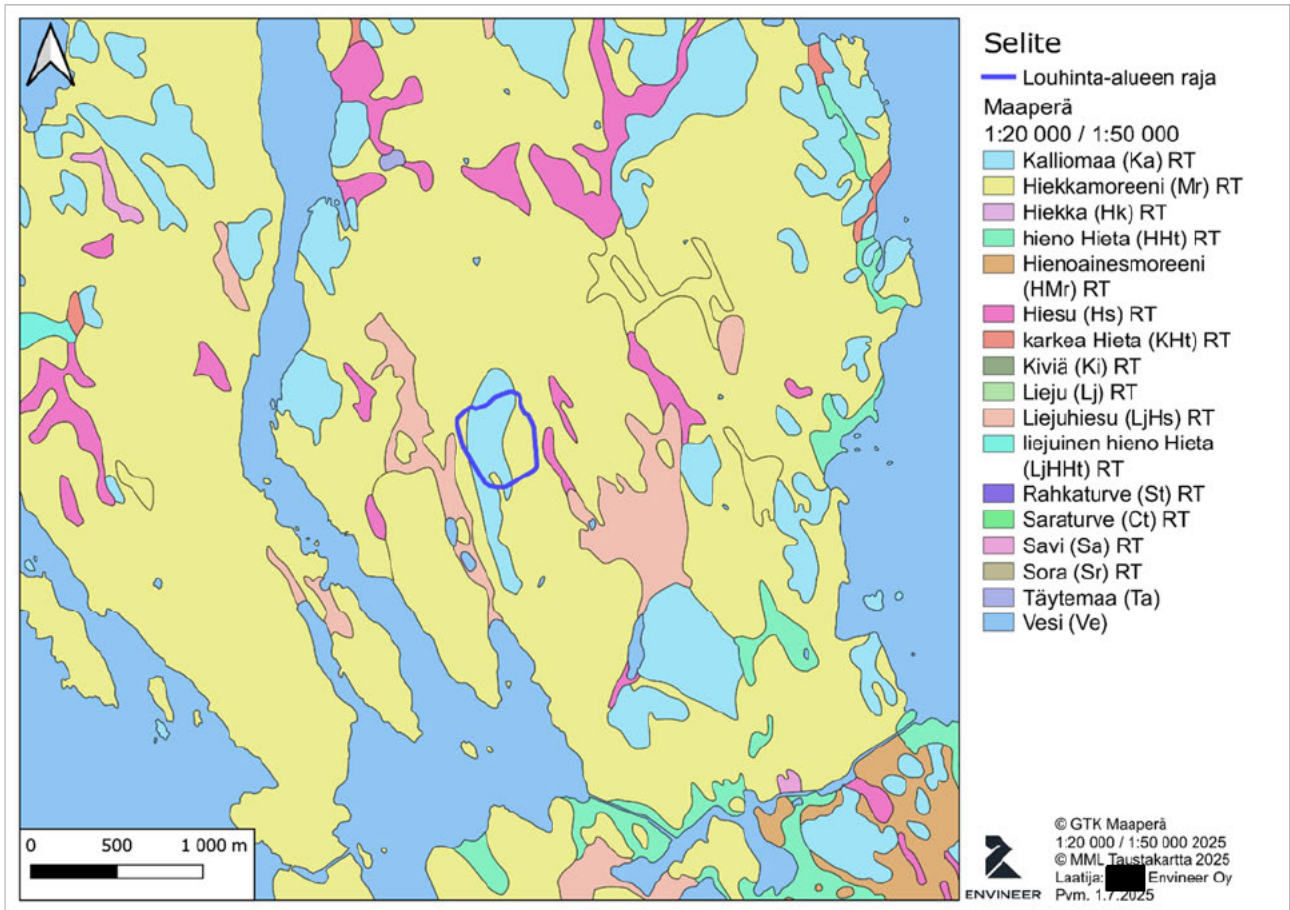 Selite
Louhinta-alueen raja
Maaperä
1:20 000 / 1:50 000
Kalliomaa (Ka) RT
Hiekkamoreeni (Mr) RT
Hiekka (Hk) RT
hieno Hieta (HHt) RT
Hienoainesmoreeni
(HMr) RT
Hiesu (Hs) RT
karkea Hieta (KHt) RT
Kiviä (Ki) RT
Lieju (Lj) RT
Liejuhiesu (LjHs) RT
liejuinen hieno Hieta
(LjHHt) RT
Rahkaturve (St) RT
Saraturve (Ct) RT
Savi (Sa) RT
Sora (Sr) RT
Täytemaa (Ta)
Vesi (Ve)
0 500 1 000 m
ENVINEER
© GTK Maaperä
1:20 000 / 1:50 000 2025
© MML Taustakartta 2025
Laatija: Envineer Oy
Pvm. 1.7.2025